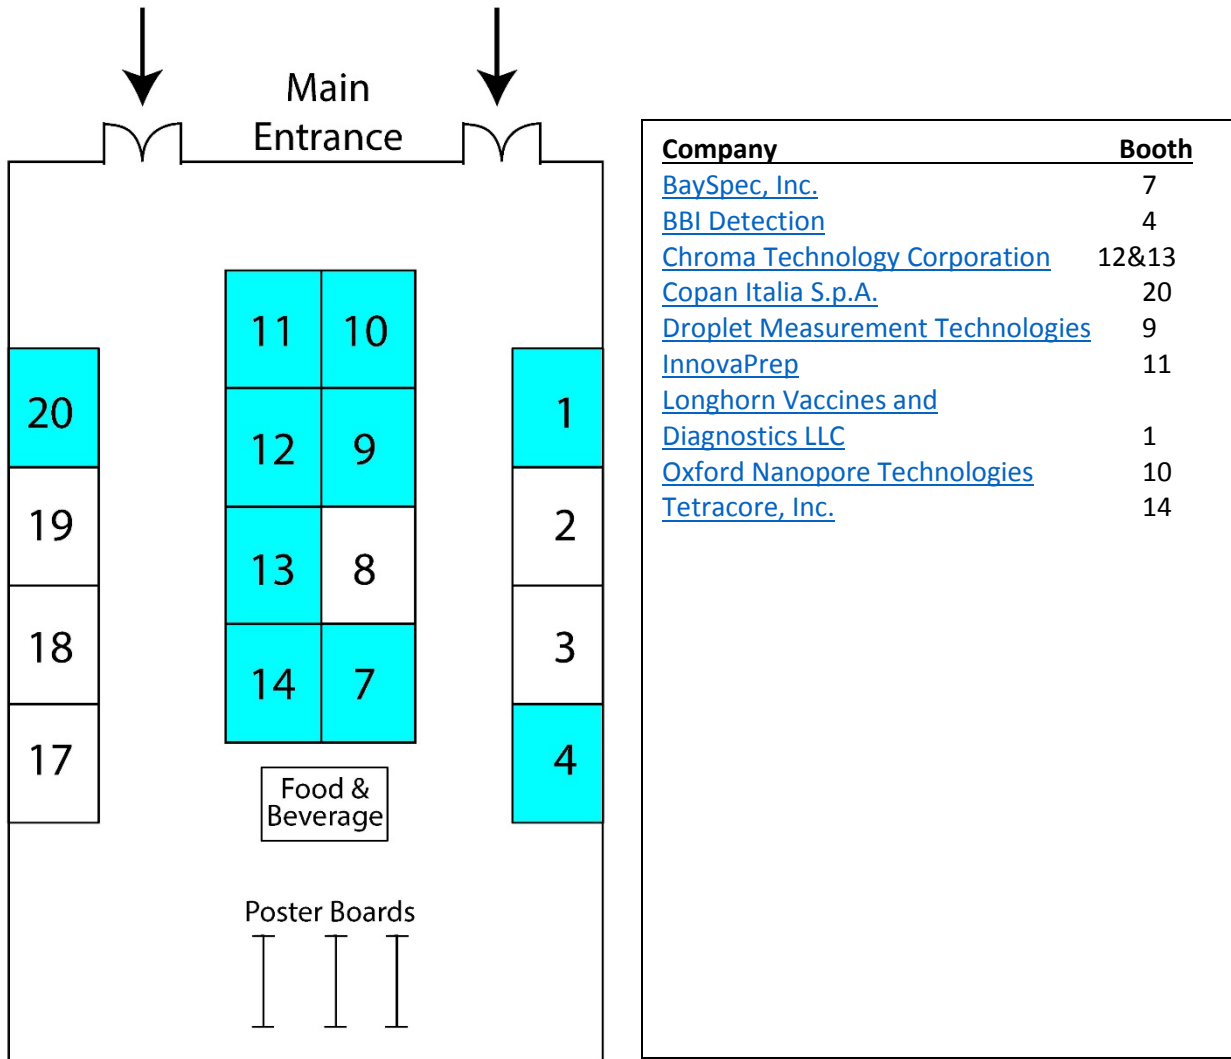 Main
Entrance
11 10
20 1
12 9
19 2
13 8
18 3
14 7
17 4
Food &
Beverage
Poster Boards
Company Booth
BaySpec, Inc. 7
BBI Detection 4
Chroma Technology Corporation 12&13
Copan Italia S.p.A. 20
Droplet Measurement Technologies 9
InnovaPrep 11
Longhorn Vaccines and
Diagnostics LLC 1
Oxford Nanopore Technologies 10
Tetracore, Inc. 14